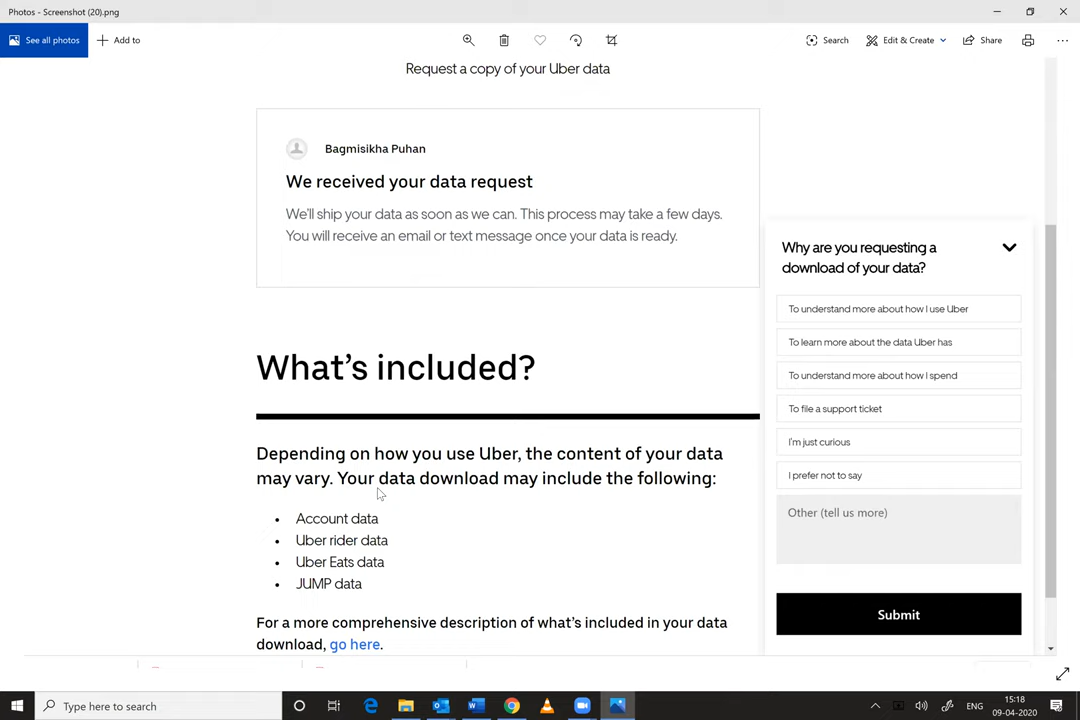 Photos - Screenshot (20).png
See all photos
Add to
Search
Edit & Create
Share
Request a copy of your Uber data
Bagmisikha Puhan
We received your data request
We'll ship your data as soon as we can. This process may take a few days.
You will receive an email or text message once your data is ready.
What's included?
Depending on how you use Uber, the content of your data
may vary. Your data download may include the following:
• Account data
• Uber rider data
• Uber Eats data
• JUMP data
For a more comprehensive description of what's included in your data
download, go here.
Why are you requesting a
download of your data?
To understand more about how I use Uber
To learn more about the data Uber has
To understand more about how I spend
To file a support ticket
I'm just curious
I prefer not to say
Other (tell us more)
Submit
Type here to search
ENG
15:18
09-04-2020